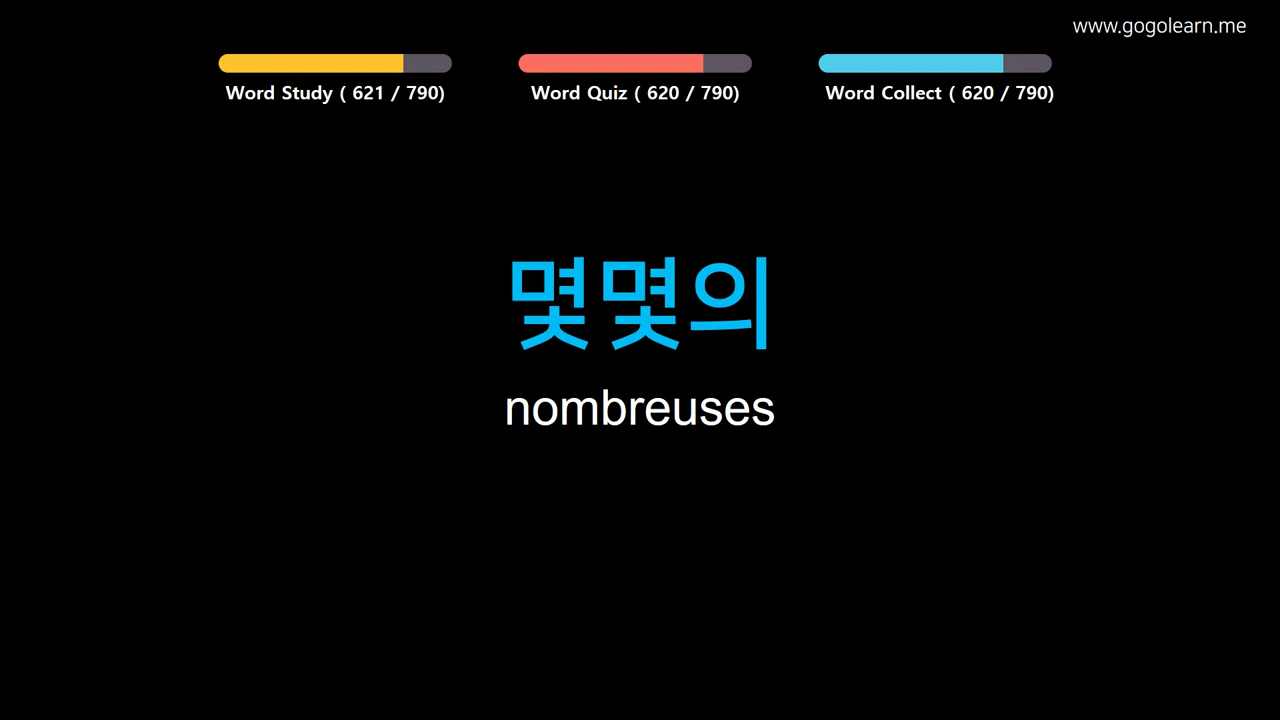 www.gogolearn.me
Word Study ( 621 / 790)
Word Quiz ( 620 / 790)
Word Collect ( 620 / 790)
몇몇의
nombreuses